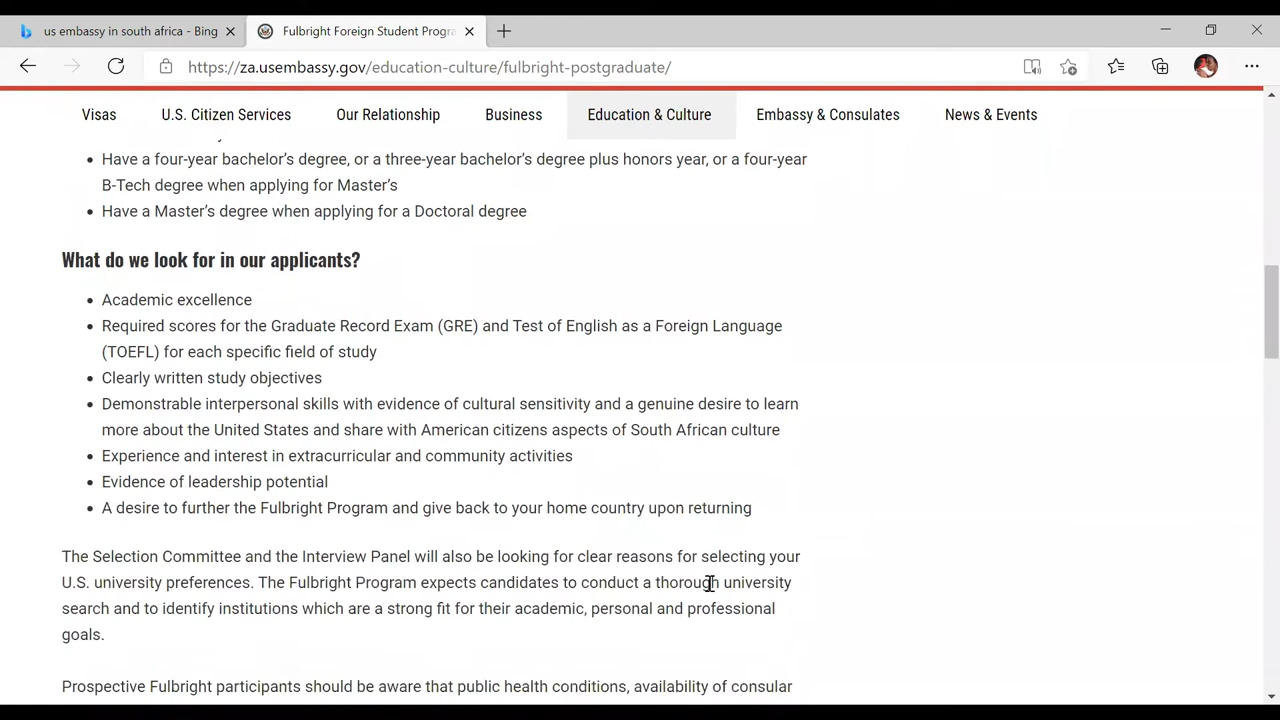 us embassy in south africa - Bing
Fulbright Foreign Student Progra
https://za.usembassy.gov/education-culture/fulbright-postgraduate/
Visas U.S. Citizen Services Our Relationship Business Education & Culture Embassy & Consulates News & Events
Have a four-year bachelor’s degree, or a three-year bachelor’s degree plus honors year, or a four-year
B-Tech degree when applying for Master’s
Have a Master’s degree when applying for a Doctoral degree
What do we look for in our applicants?
Academic excellence
Required scores for the Graduate Record Exam (GRE) and Test of English as a Foreign Language
(TOEFL) for each specific field of study
Clearly written study objectives
Demonstrable interpersonal skills with evidence of cultural sensitivity and a genuine desire to learn
more about the United States and share with American citizens aspects of South African culture
Experience and interest in extracurricular and community activities
Evidence of leadership potential
A desire to further the Fulbright Program and give back to your home country upon returning
The Selection Committee and the Interview Panel will also be looking for clear reasons for selecting your
U.S. university preferences. The Fulbright Program expects candidates to conduct a thorough university
search and to identify institutions which are a strong fit for their academic, personal and professional
goals.
Prospective Fulbright participants should be aware that public health conditions, availability of consular